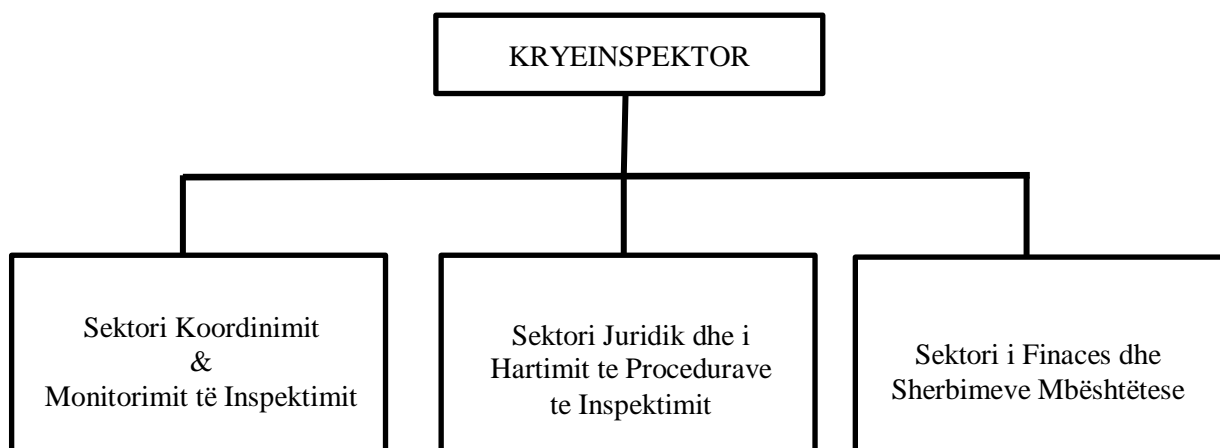 KRYEINSPEKTOR
Sektori Koordinimit
&
Monitorimit të Inspektimit
Sektori Juridik dhe i
Hartimit te Procedurave
te Inspektimit
Sektori i Finaces dhe
Sherbimeve Mbështëtese